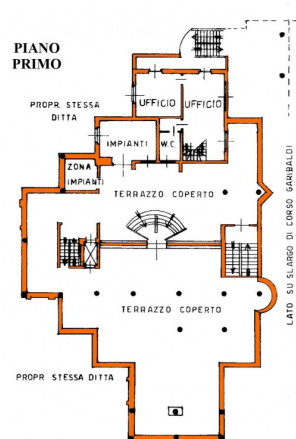 PIANO
PRIMO
PROPR. STESSA
DITTA
UFFICIO
UFFICIO
IMPIANTI
W.C.
ZONA
IMPIANTI
TERRAZZO COPERTO
TERRAZZO COPERTO
PROPR STESSA DITTA
LATO SU SLARGO DI CORSO GARIBALDI